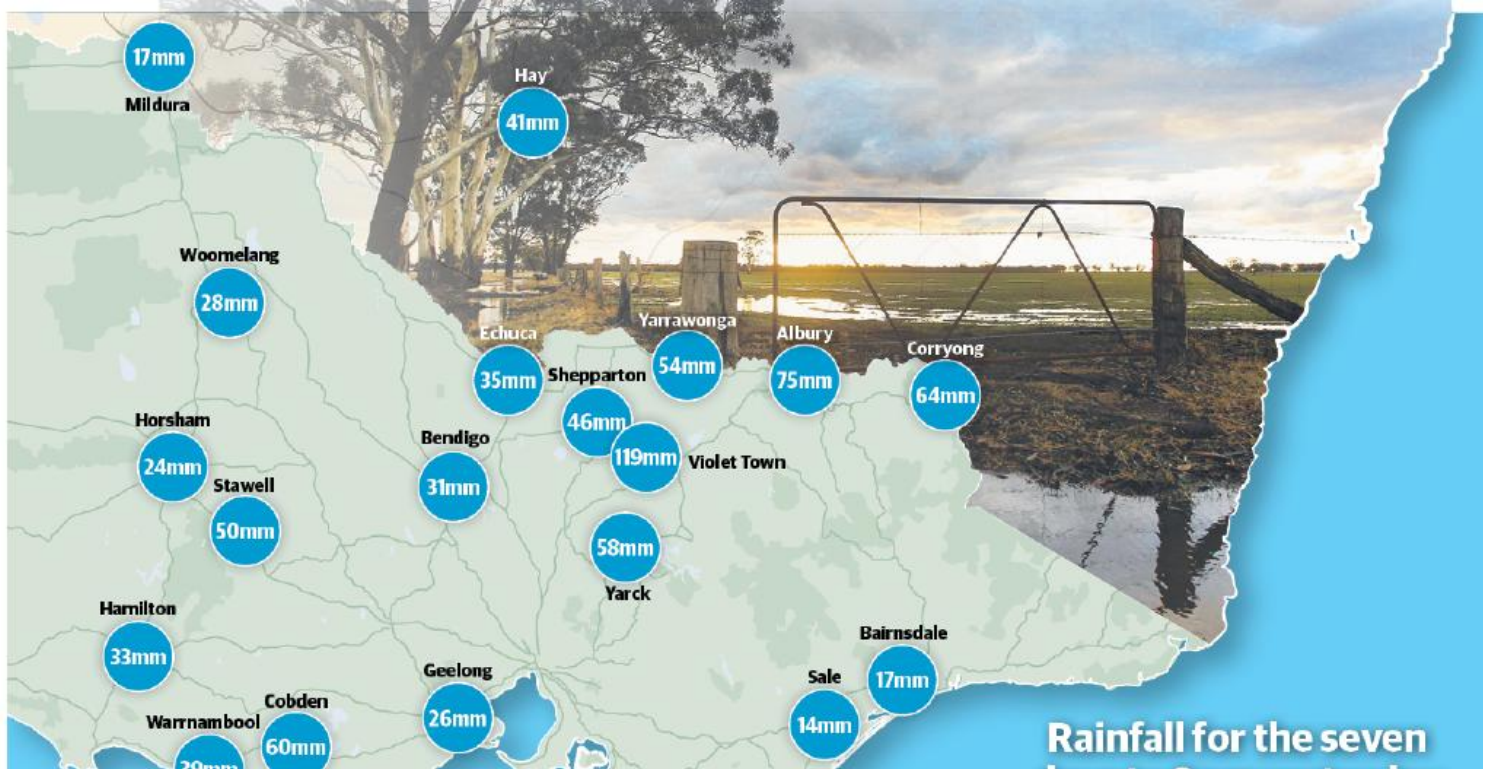 17mm
Mildura
Hay
41mm
Woomelang
28mm
Echuca
35mm
Shepparton
46mm
Yarrawonga
54mm
Albury
75mm
Corryong
64mm
Horsham
24mm
Stawell
50mm
Bendigo
31mm
119mm
Violet Town
58mm
Yarck
Hamilton
33mm
Warrnambool
Cobden
60mm
Geelong
26mm
Sale
14mm
Bairnsdale
17mm
Rainfall for the seven